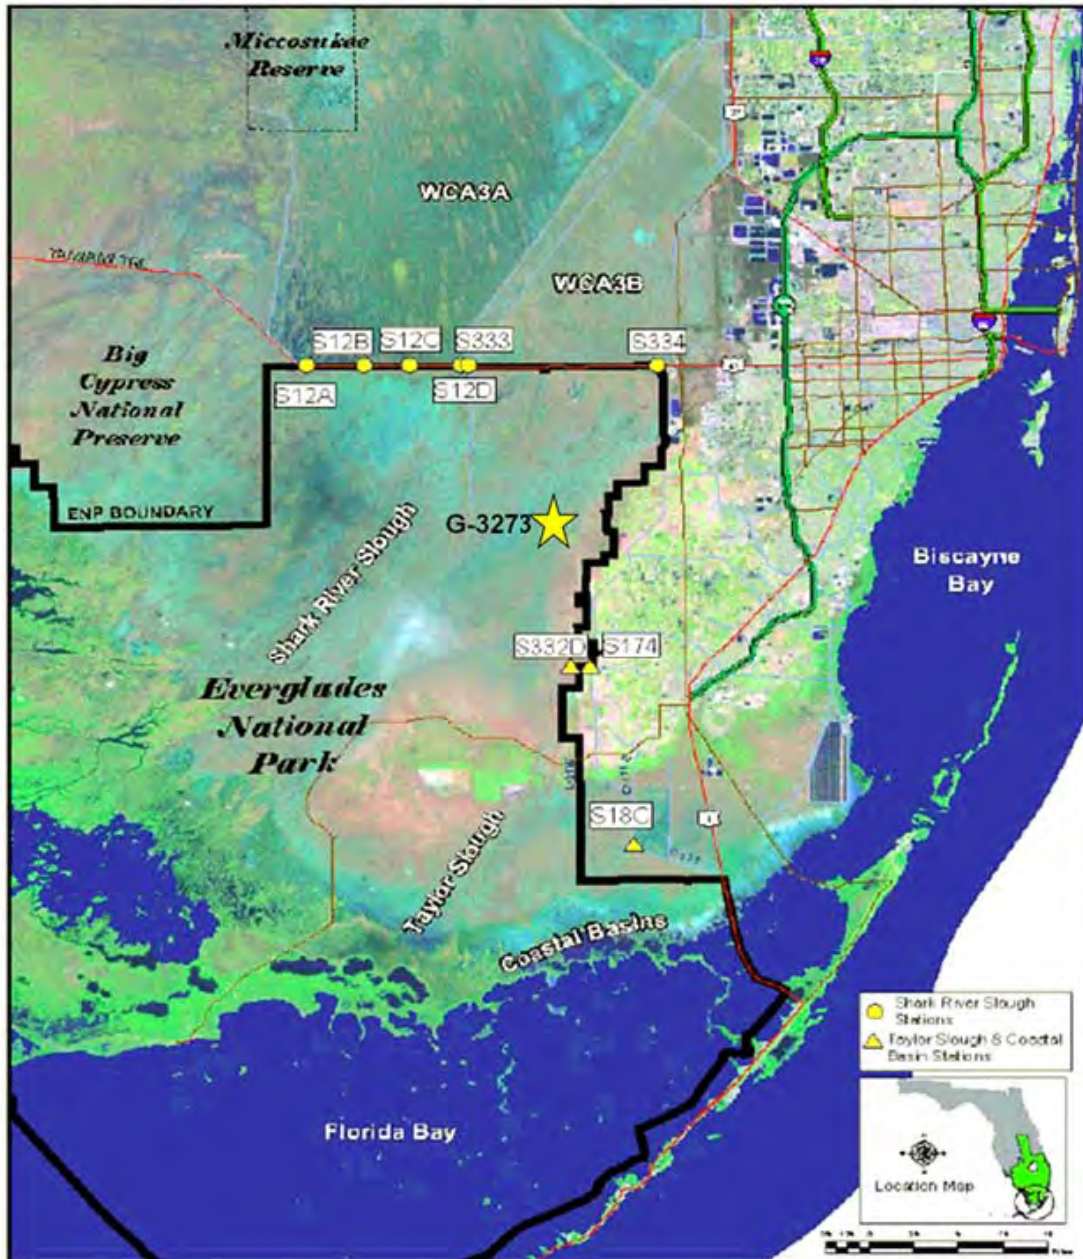 Miccosukee
Reserve
WCA3A
WCA3B
S12B
S12C
S333
S334
S12A
S12D
Big
Cypress
National
Preserve
ENP BOUNDARY
G-3273
Shark River Slough
Biscayne
Bay
S332D
S174
Everglades
National
Park
S18C
Taylor Slough
Coastal Basins
Shark River Slough
Stations
Taylor Slough & Coastal
Basin Stations
Florida Bay
Location Map